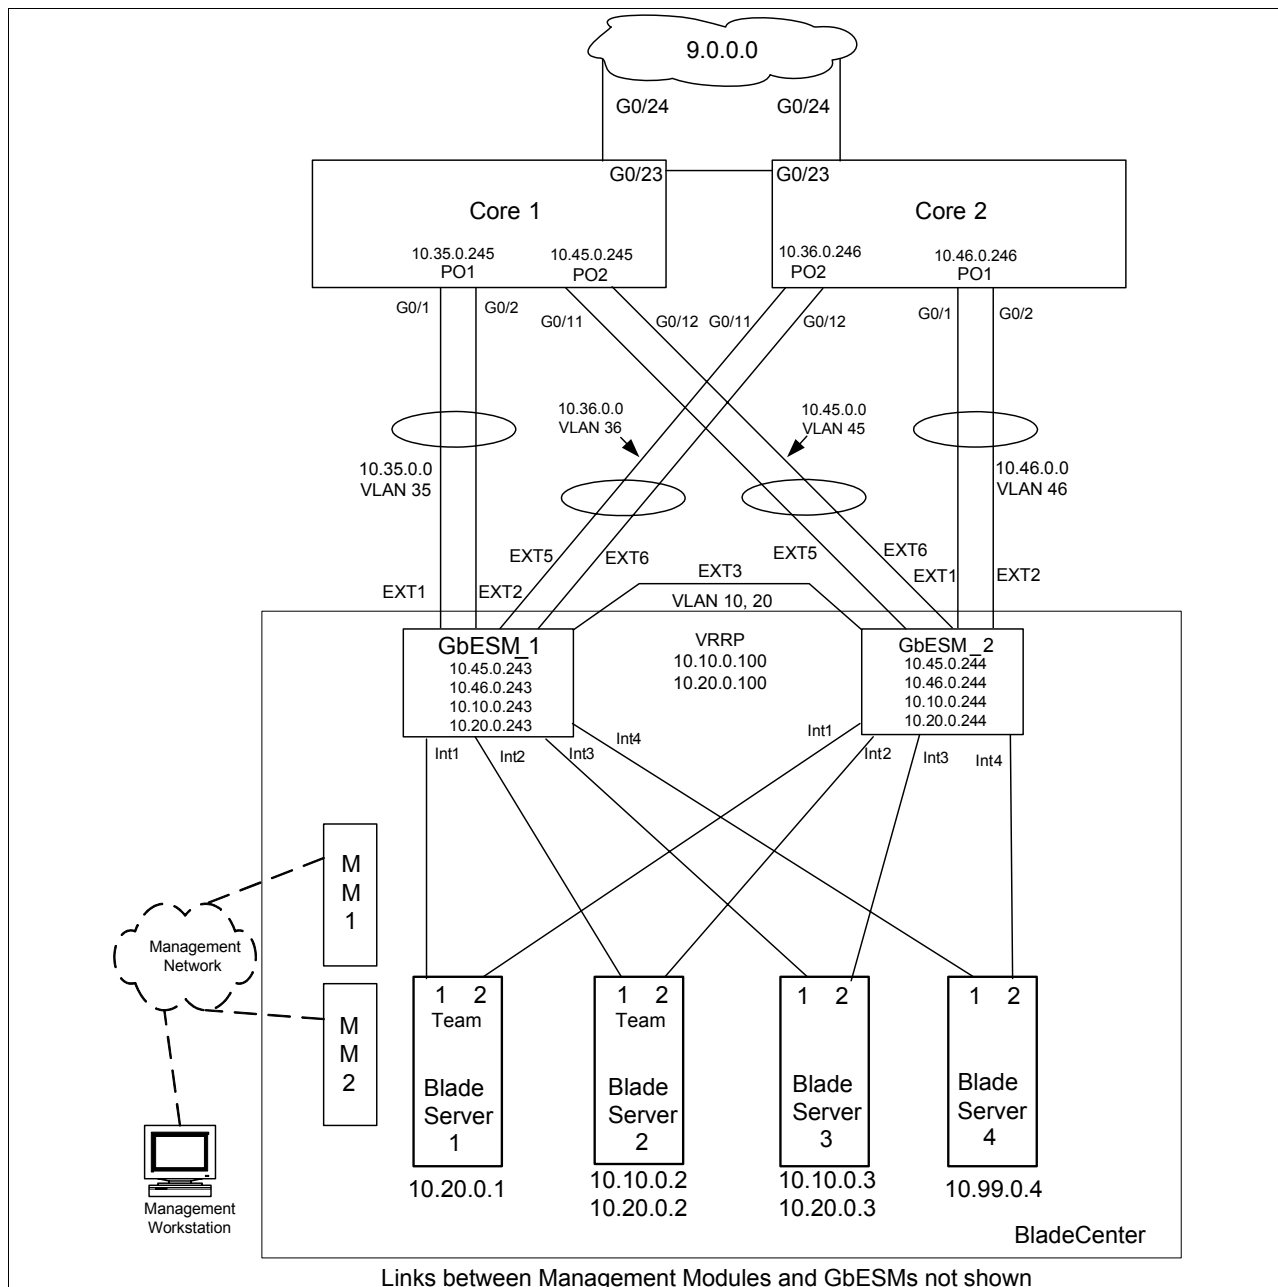 9.0.0.0
G0/24
G0/24
G0/23
G0/23
Core 1
Core 2
10.35.0.245
PO1
10.45.0.245
PO2
10.36.0.246
PO2
10.46.0.246
PO1
G0/1
G0/2
G0/11
G0/12
G0/11
G0/12
G0/1
G0/2
10.36.0.0
VLAN 36
10.45.0.0
VLAN 45
10.35.0.0
VLAN 35
10.46.0.0
VLAN 46
EXT5
EXT6
EXT5
EXT6
EXT1
EXT2
EXT3
EXT1
EXT2
VLAN 10, 20
GbESM_1
10.45.0.243
10.46.0.243
10.10.0.243
10.20.0.243
VRRP
10.10.0.100
10.20.0.100
GbESM_2
10.45.0.244
10.46.0.244
10.10.0.244
10.20.0.244
Int1
Int2
Int3
Int4
Int1
Int2
Int3
Int4
M
M
1
Management
Network
M
M
2
Management
Workstation
1 2
Team
Blade
Server
1
10.20.0.1
1 2
Team
Blade
Server
2
10.10.0.2
10.20.0.2
1 2
Blade
Server
3
10.10.0.3
10.20.0.3
1 2
Blade
Server
4
10.99.0.4
BladeCenter
Links between Management Modules and GbESMs not shown